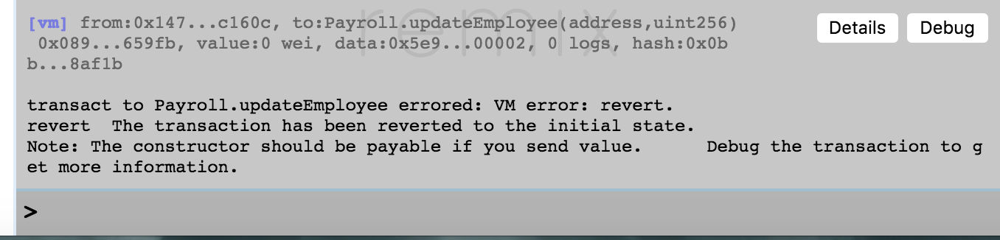 remix
[vm] from:0x147...c160c, to:Payroll.updateEmployee(address,uint256)
0x089...659fb, value:0 wei, data:0x5e9...00002, 0 logs, hash:0x0b
b...8af1b
Details
Debug
transact to Payroll.updateEmployee errored: VM error: revert.
revert The transaction has been reverted to the initial state.
Note: The constructor should be payable if you send value. Debug the transaction to g
et more information.
>